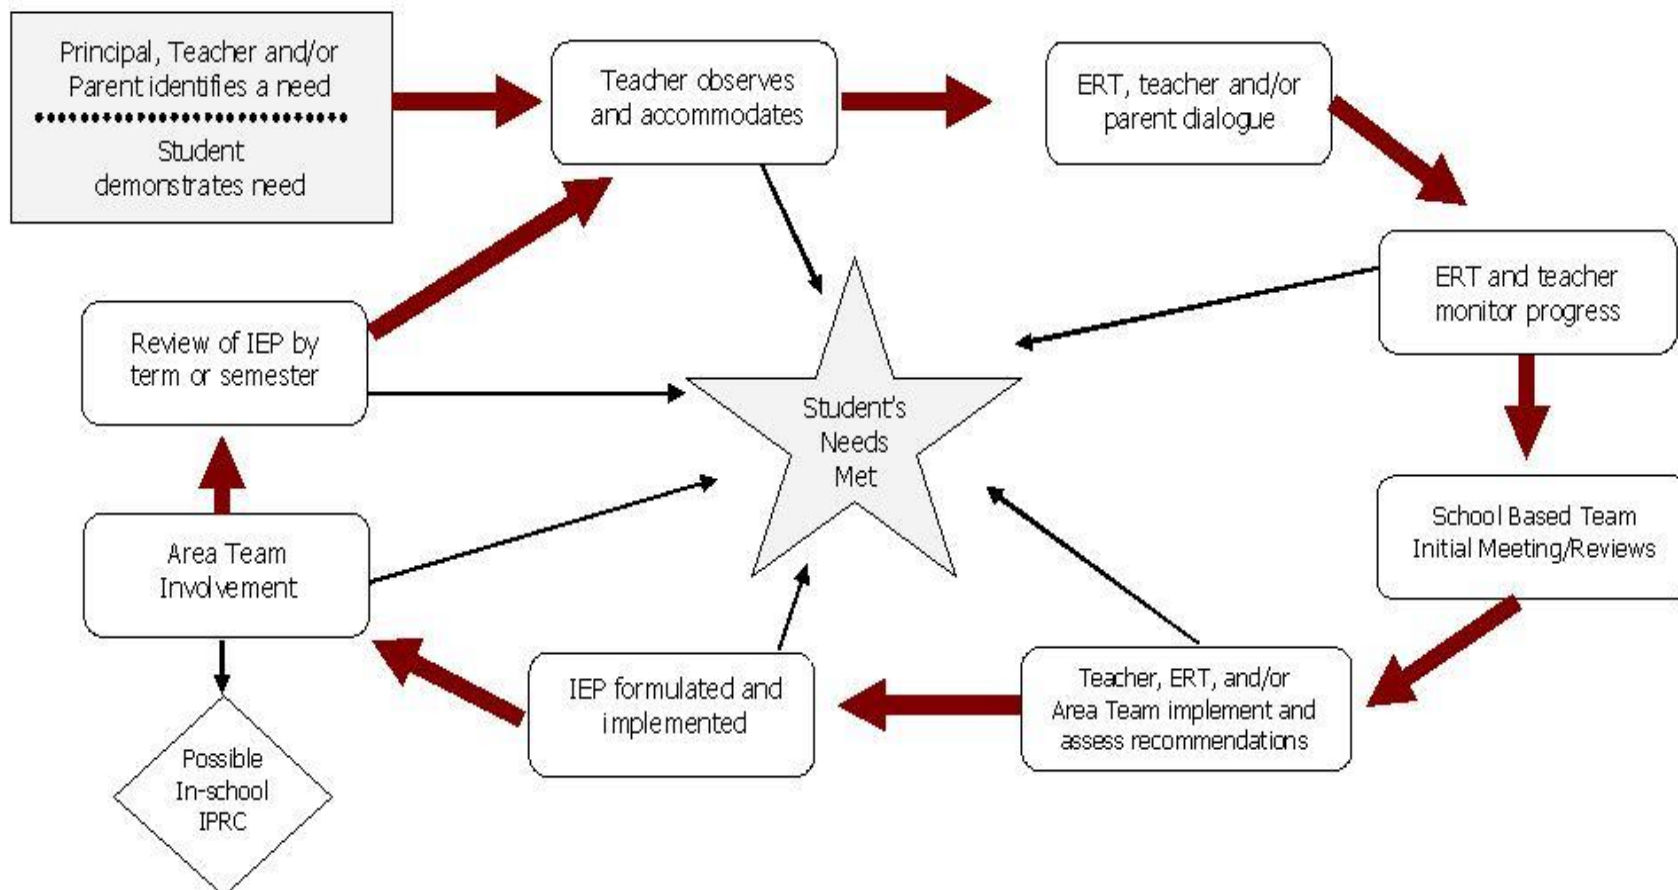 Principal, Teacher and/or
Parent identifies a need
Student
demonstrates need
Teacher observes
and accommodates
ERT, teacher and/or
parent dialogue
ERT and teacher
monitor progress
School Based Team
Initial Meeting/Reviews
Teacher, ERT, and/or
Area Team implement and
assess recommendations
IEP formulated and
implemented
Area Team
Involvement
Possible
In-school
IPRC
Review of IEP by
term or semester
Student's
Needs
Met